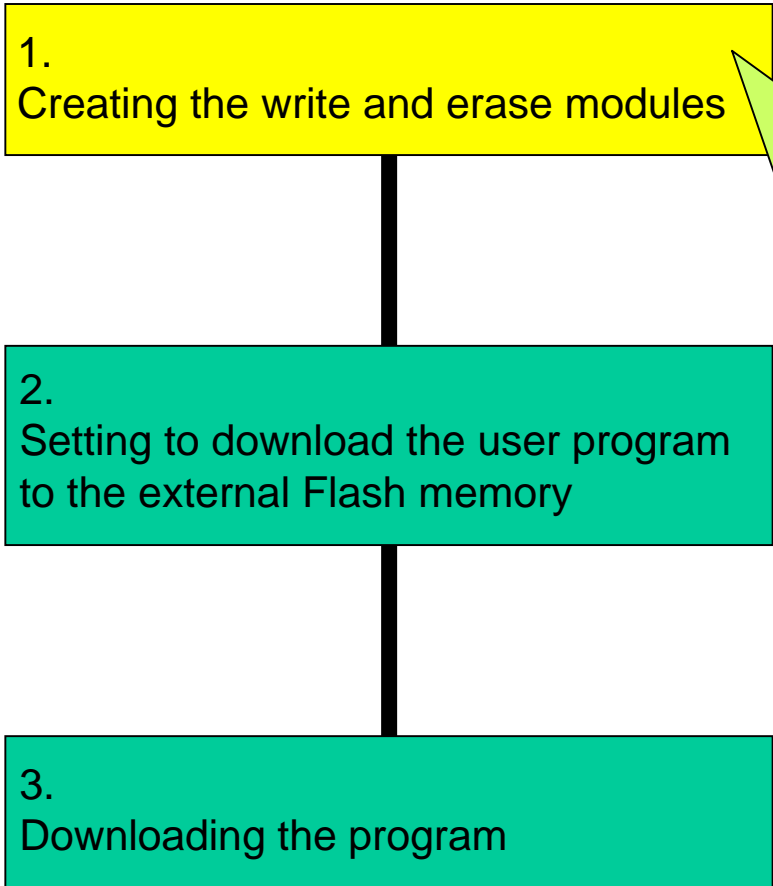 1.
Creating the write and erase modules
2.
Setting to download the user program
to the external Flash memory
3.
Downloading the program